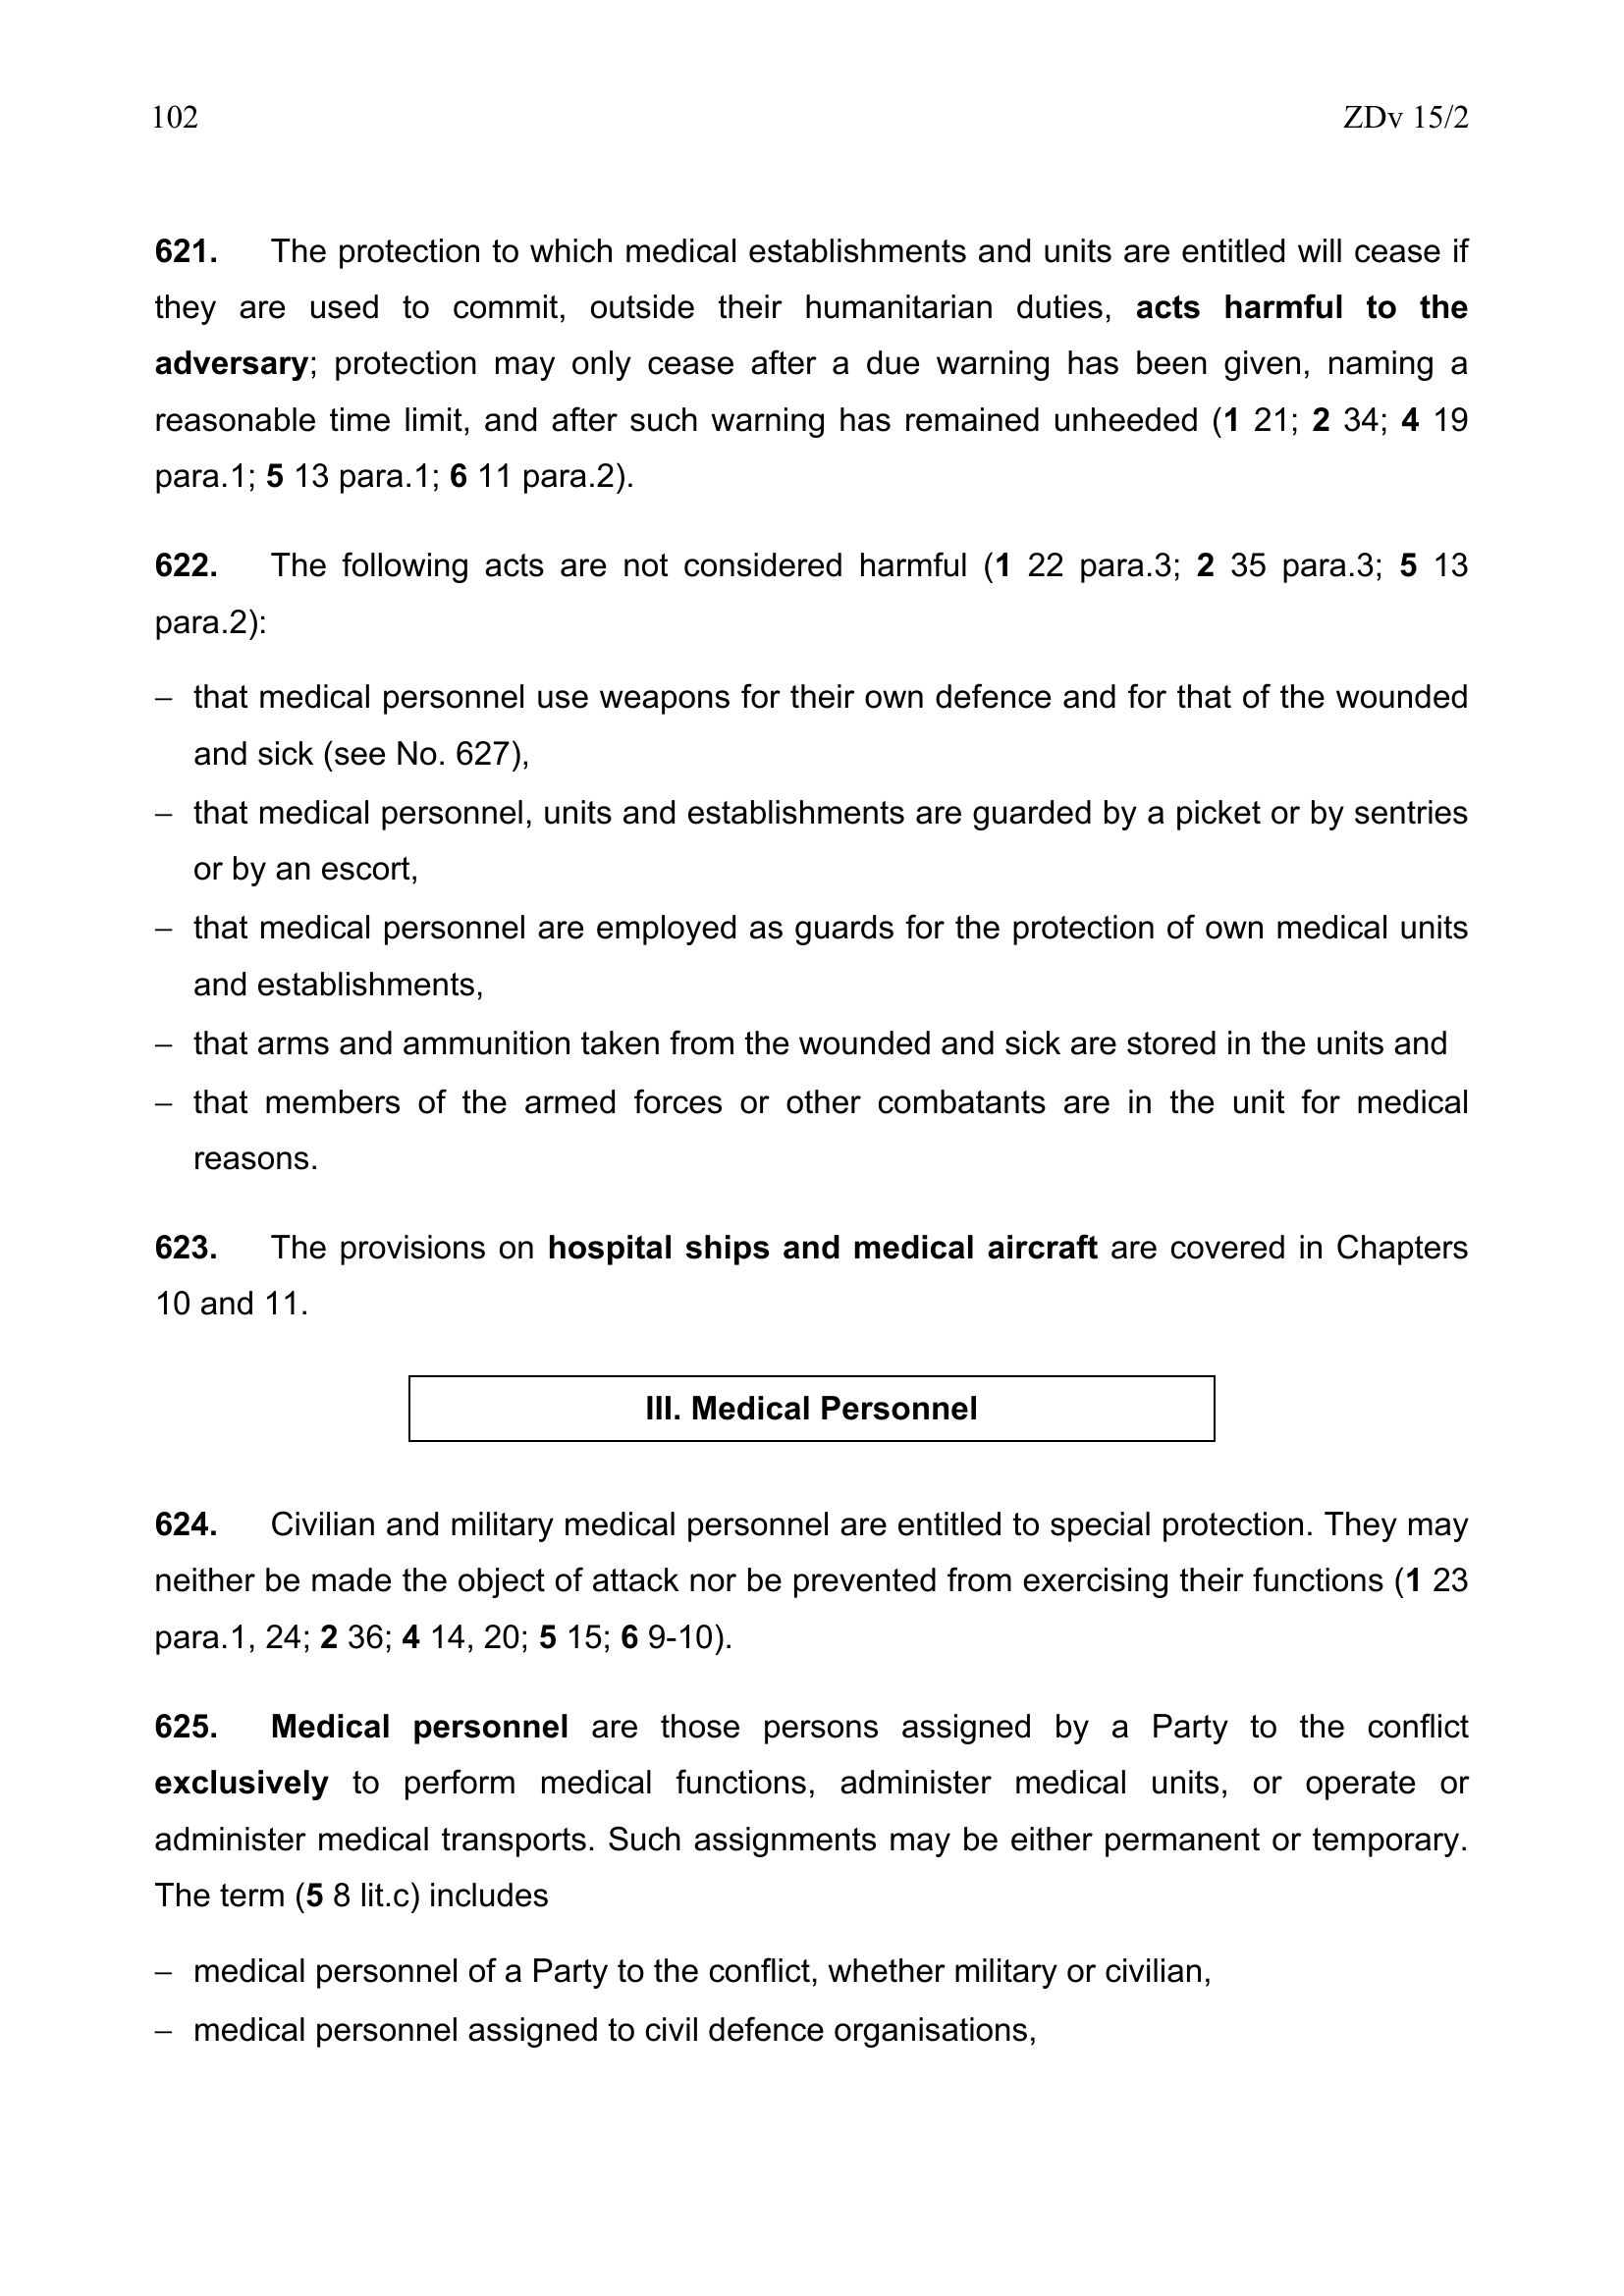 102 ZDv 15/2
621. The protection to which medical establishments and units are entitled will cease if
they are used to commit, outside their humanitarian duties, acts harmful to the
adversary; protection may only cease after a due warning has been given, naming a
reasonable time limit, and after such warning has remained unheeded (1 21; 2 34; 4 19
para.1; 5 13 para.1; 6 11 para.2).
622. The following acts are not considered harmful (1 22 para.3; 2 35 para.3; 5 13
para.2):
– that medical personnel use weapons for their own defence and for that of the wounded
and sick (see No. 627),
– that medical personnel, units and establishments are guarded by a picket or by sentries
or by an escort,
– that medical personnel are employed as guards for the protection of own medical units
and establishments,
– that arms and ammunition taken from the wounded and sick are stored in the units and
– that members of the armed forces or other combatants are in the unit for medical
reasons.
623. The provisions on hospital ships and medical aircraft are covered in Chapters
10 and 11.
III. Medical Personnel
624. Civilian and military medical personnel are entitled to special protection. They may
neither be made the object of attack nor be prevented from exercising their functions (1 23
para.1, 24; 2 36; 4 14, 20; 5 15; 6 9-10).
625. Medical personnel are those persons assigned by a Party to the conflict
exclusively to perform medical functions, administer medical units, or operate or
administer medical transports. Such assignments may be either permanent or temporary.
The term (5 8 lit.c) includes
– medical personnel of a Party to the conflict, whether military or civilian,
– medical personnel assigned to civil defence organisations,